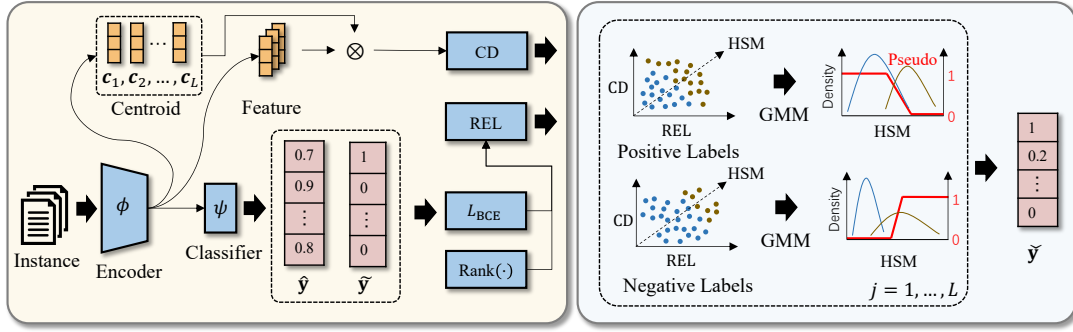 c₁, c₂, ..., c_L
Centroid
Feature
⊗
CD
REL
L_BCE
Rank(·)
Instance
ϕ
Encoder
ψ
Classifier
0.7
0.9
⋮
0.8
ŷ
1
0
⋮
0
ỹ
HSM
CD
REL
Positive Labels
GMM
Density
Pseudo
1
0
HSM
HSM
CD
REL
Negative Labels
GMM
Density
1
0
HSM
j = 1, ..., L
1
0.2
⋮
0
y̌